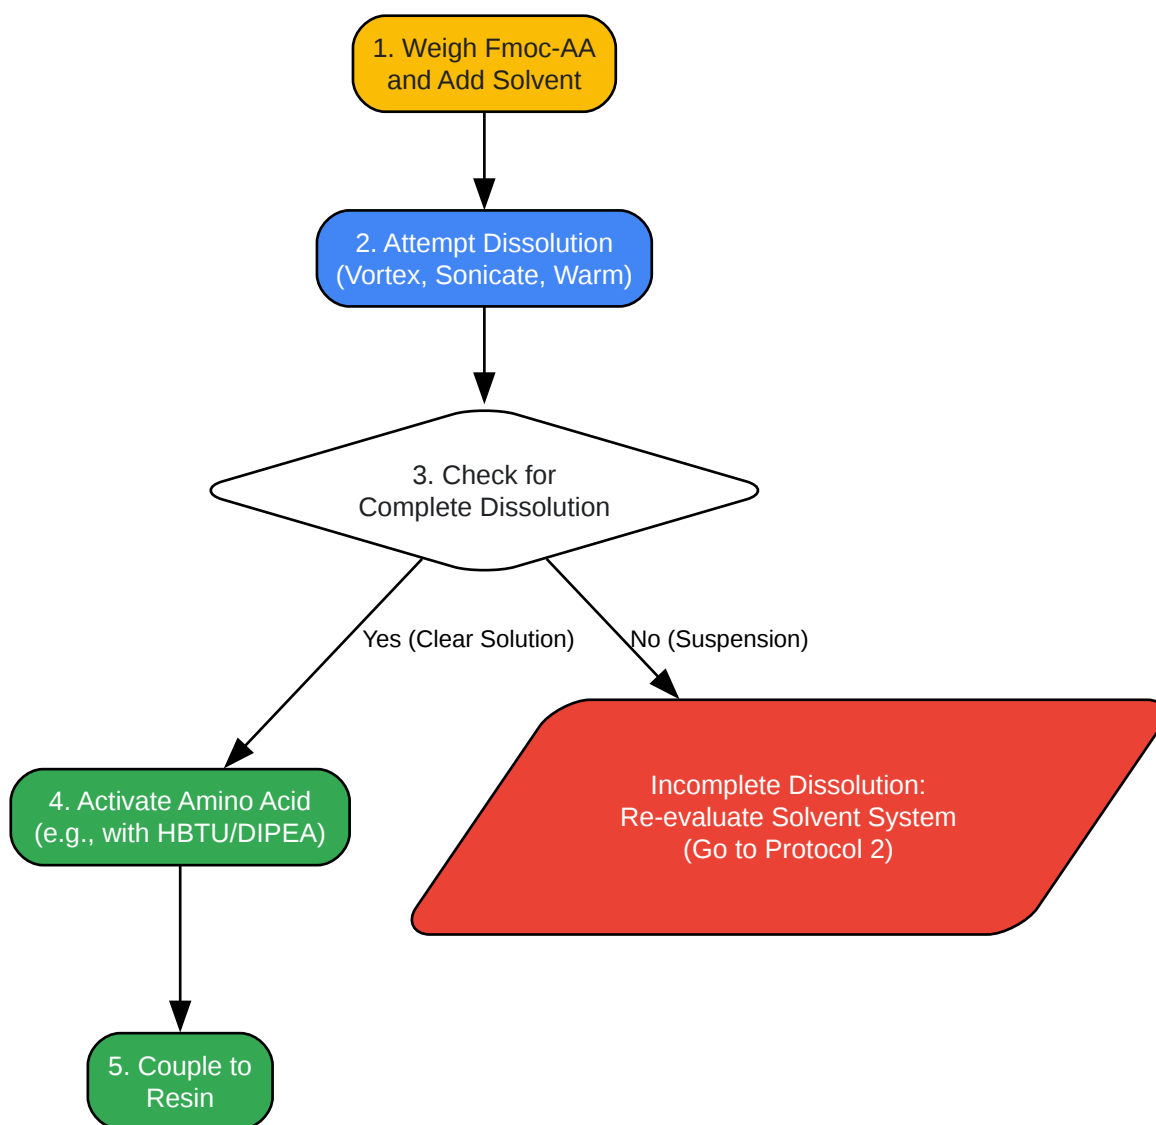 1. Weigh Fmoc-AA
and Add Solvent
2. Attempt Dissolution
(Vortex, Sonicate, Warm)
3. Check for
Complete Dissolution
Yes (Clear Solution)
No (Suspension)
Incomplete Dissolution:
Re-evaluate Solvent System
(Go to Protocol 2)
4. Activate Amino Acid
(e.g., with HBTU/DIPEA)
5. Couple to
Resin